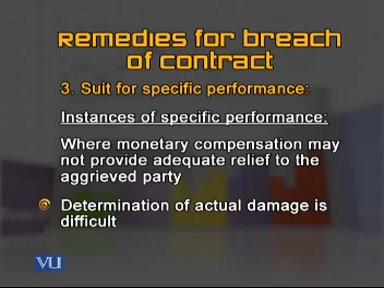 Remedies for breach
of contract
3. Suit for specific performance:
Instances of specific performance:
Where monetary compensation may
not provide adequate relief to the
aggrieved party
Determination of actual damage is
difficult
VU